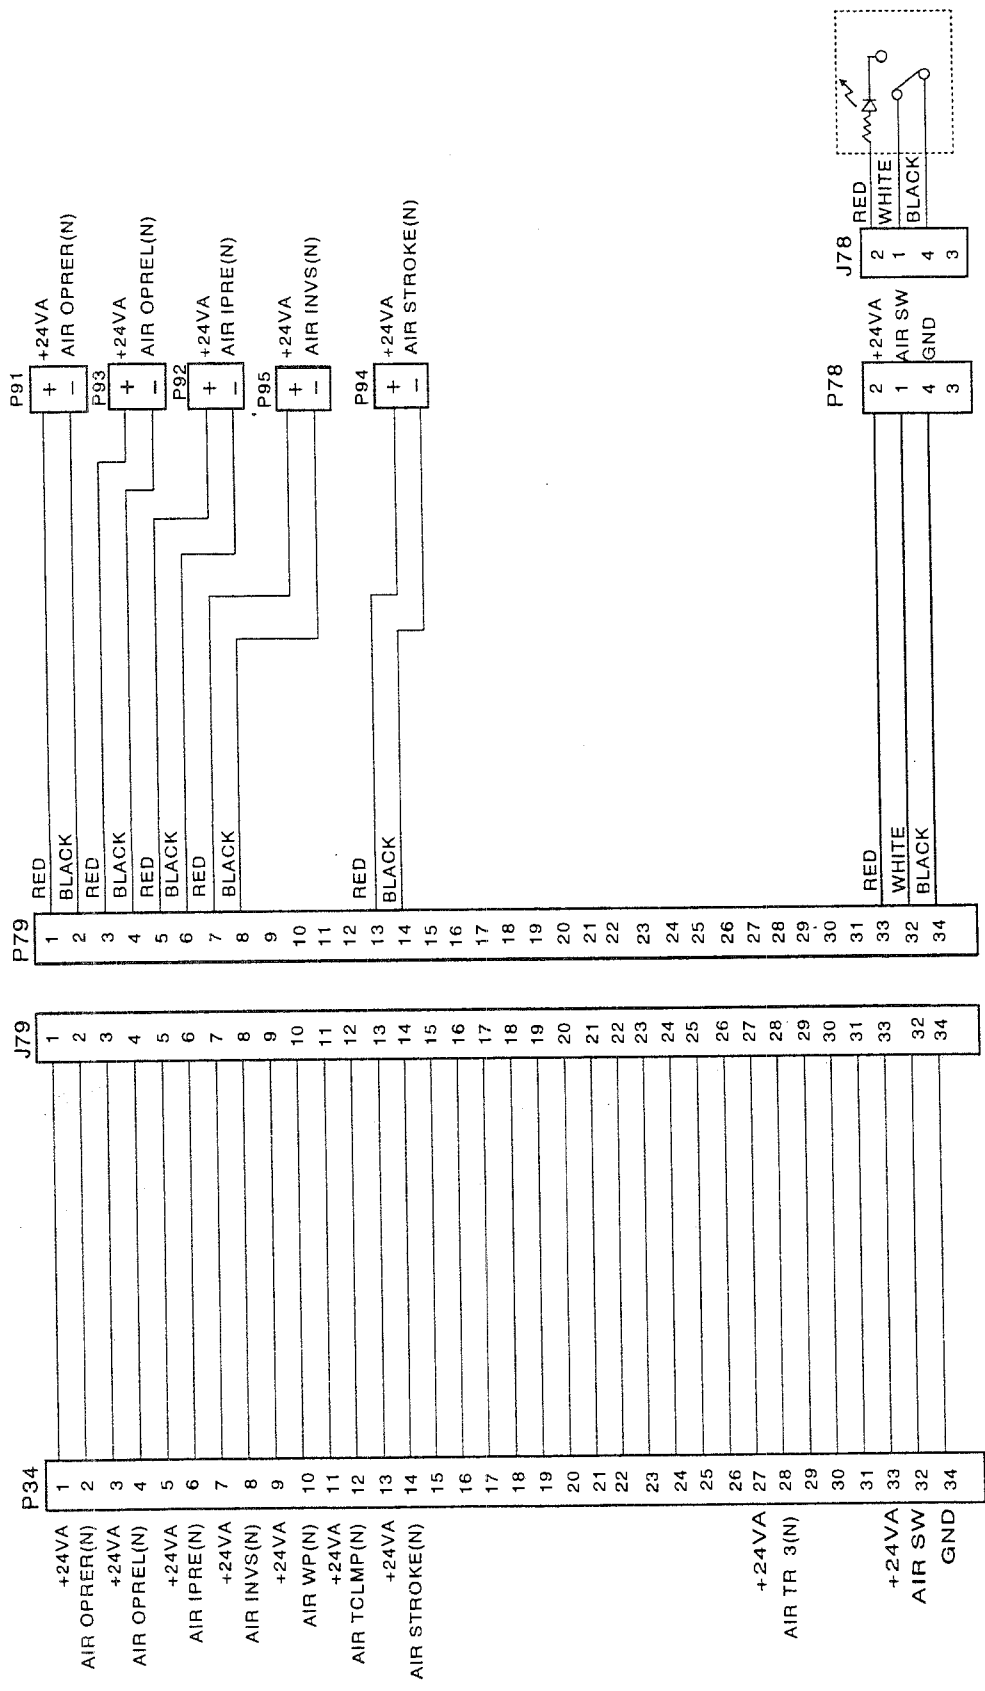 P34
+24VA 1
AIR OPRER(N) 2
+24VA 3
AIR OPREL(N) 4
+24VA 5
AIR IPRE(N) 6
+24VA 7
AIR INVS(N) 8
+24VA 9
AIR WP(N) 10
+24VA 11
AIR TCLMP(N) 12
+24VA 13
AIR STROKE(N) 14
15
16
17
18
19
20
21
22
23
24
25
26
+24VA 27
AIR TR 3(N) 28
29
30
31
+24VA 33
AIR SW 32
GND 34
J79
1
2
3
4
5
6
7
8
9
10
11
12
13
14
15
16
17
18
19
20
21
22
23
24
25
26
27
28
29
30
31
33
32
34
P79
1 RED
2 BLACK
3 RED
4 BLACK
5 RED
6 BLACK
7 RED
8 BLACK
9
10
11
12
13 RED
14 BLACK
15
16
17
18
19
20
21
22
23
24
25
26
27
28
29
30
31
33 RED
32 WHITE
34 BLACK
P91
+ +24VA
− AIR OPRER(N)
P93
+ +24VA
− AIR OPREL(N)
P92
+ +24VA
− AIR IPRE(N)
P95
+ +24VA
− AIR INVS(N)
P94
+ +24VA
− AIR STROKE(N)
P78
2 +24VA
1 AIR SW
4 GND
3
J78
2 RED
1 WHITE
4 BLACK
3